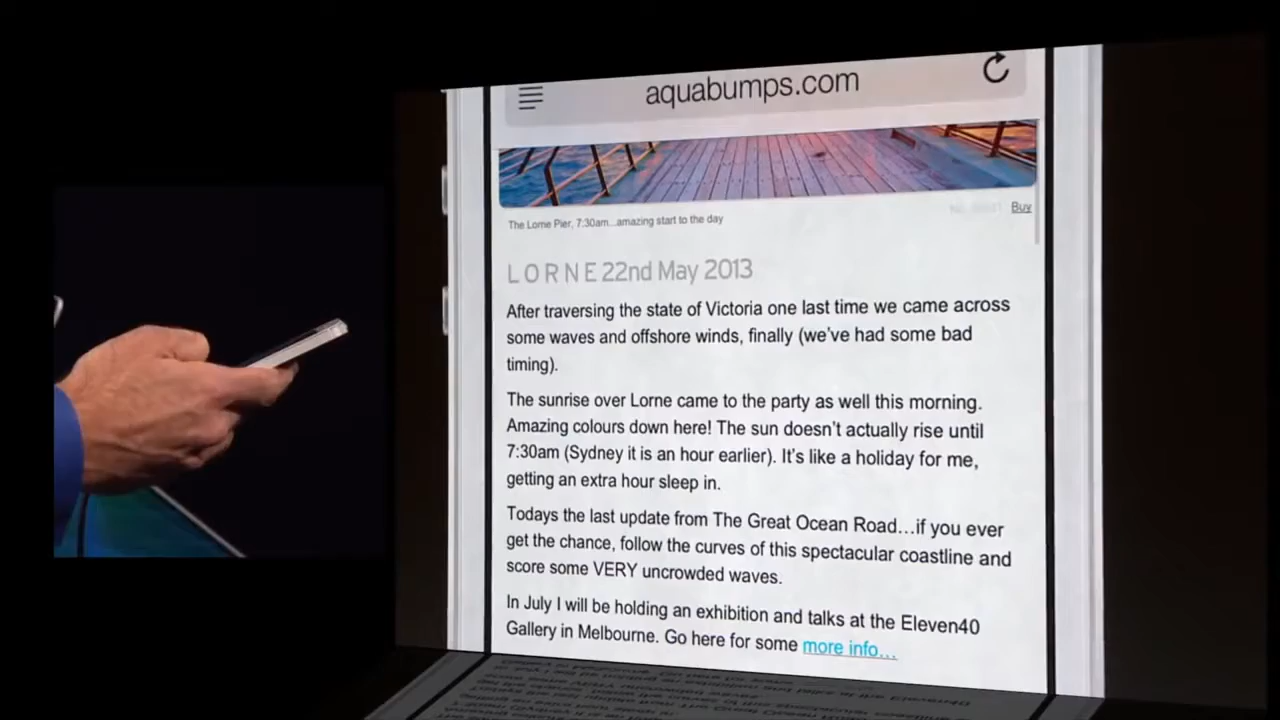 aquabumps.com
Buy
The Lorne Pier, 7:30am...amazing start to the day
LORNE 22nd May 2013
After traversing the state of Victoria one last time we came across
some waves and offshore winds, finally (we've had some bad
timing).
The sunrise over Lorne came to the party as well this morning.
Amazing colours down here! The sun doesn't actually rise until
7:30am (Sydney it is an hour earlier). It's like a holiday for me,
getting an extra hour sleep in.
Todays the last update from The Great Ocean Road...if you ever
get the chance, follow the curves of this spectacular coastline and
score some VERY uncrowded waves.
In July I will be holding an exhibition and talks at the Eleven40
Gallery in Melbourne. Go here for some more info...